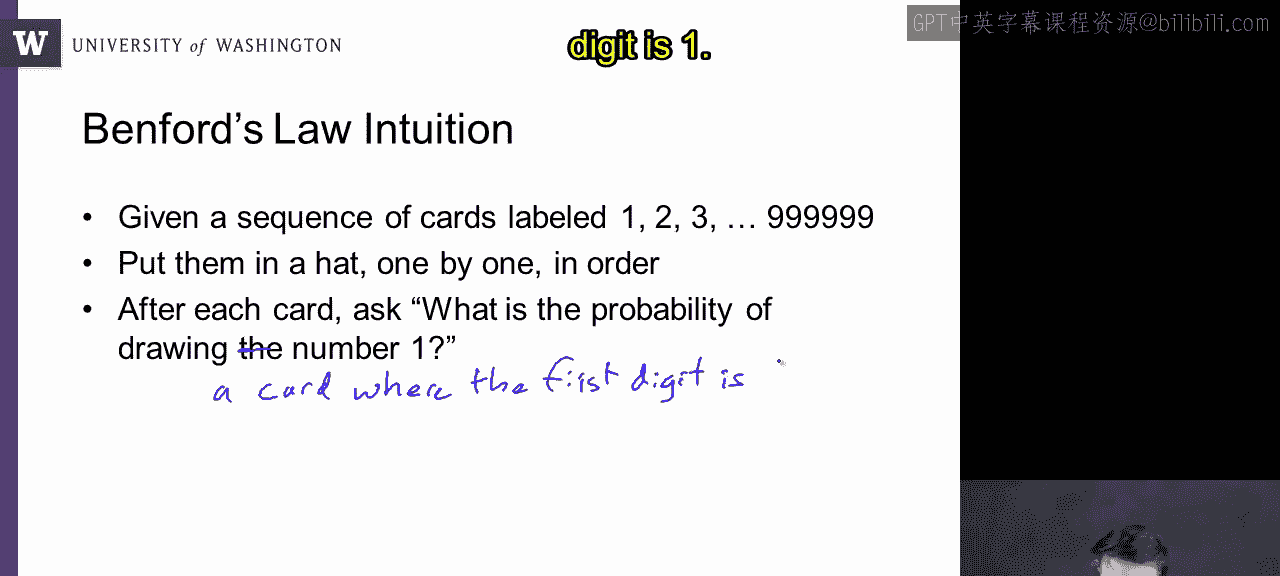 digit is 1.
GPT中英字幕课程资源@bilibili.com
W UNIVERSITY of WASHINGTON
Benford's Law Intuition
• Given a sequence of cards labeled 1, 2, 3, … 999999
• Put them in a hat, one by one, in order
• After each card, ask “What is the probability of
drawing the number 1?”
a card where the first digit is